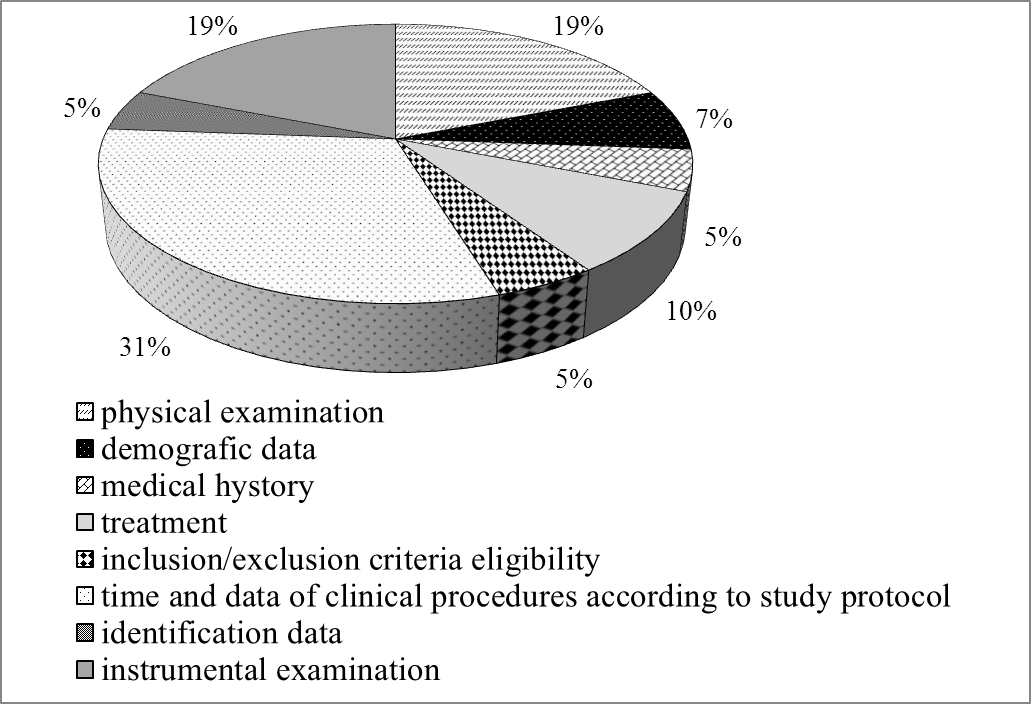 19%
19%
5%
7%
5%
10%
31%
5%
physical examination
demografic data
medical hystory
treatment
inclusion/exclusion criteria eligibility
time and data of clinical procedures according to study protocol
identification data
instrumental examination